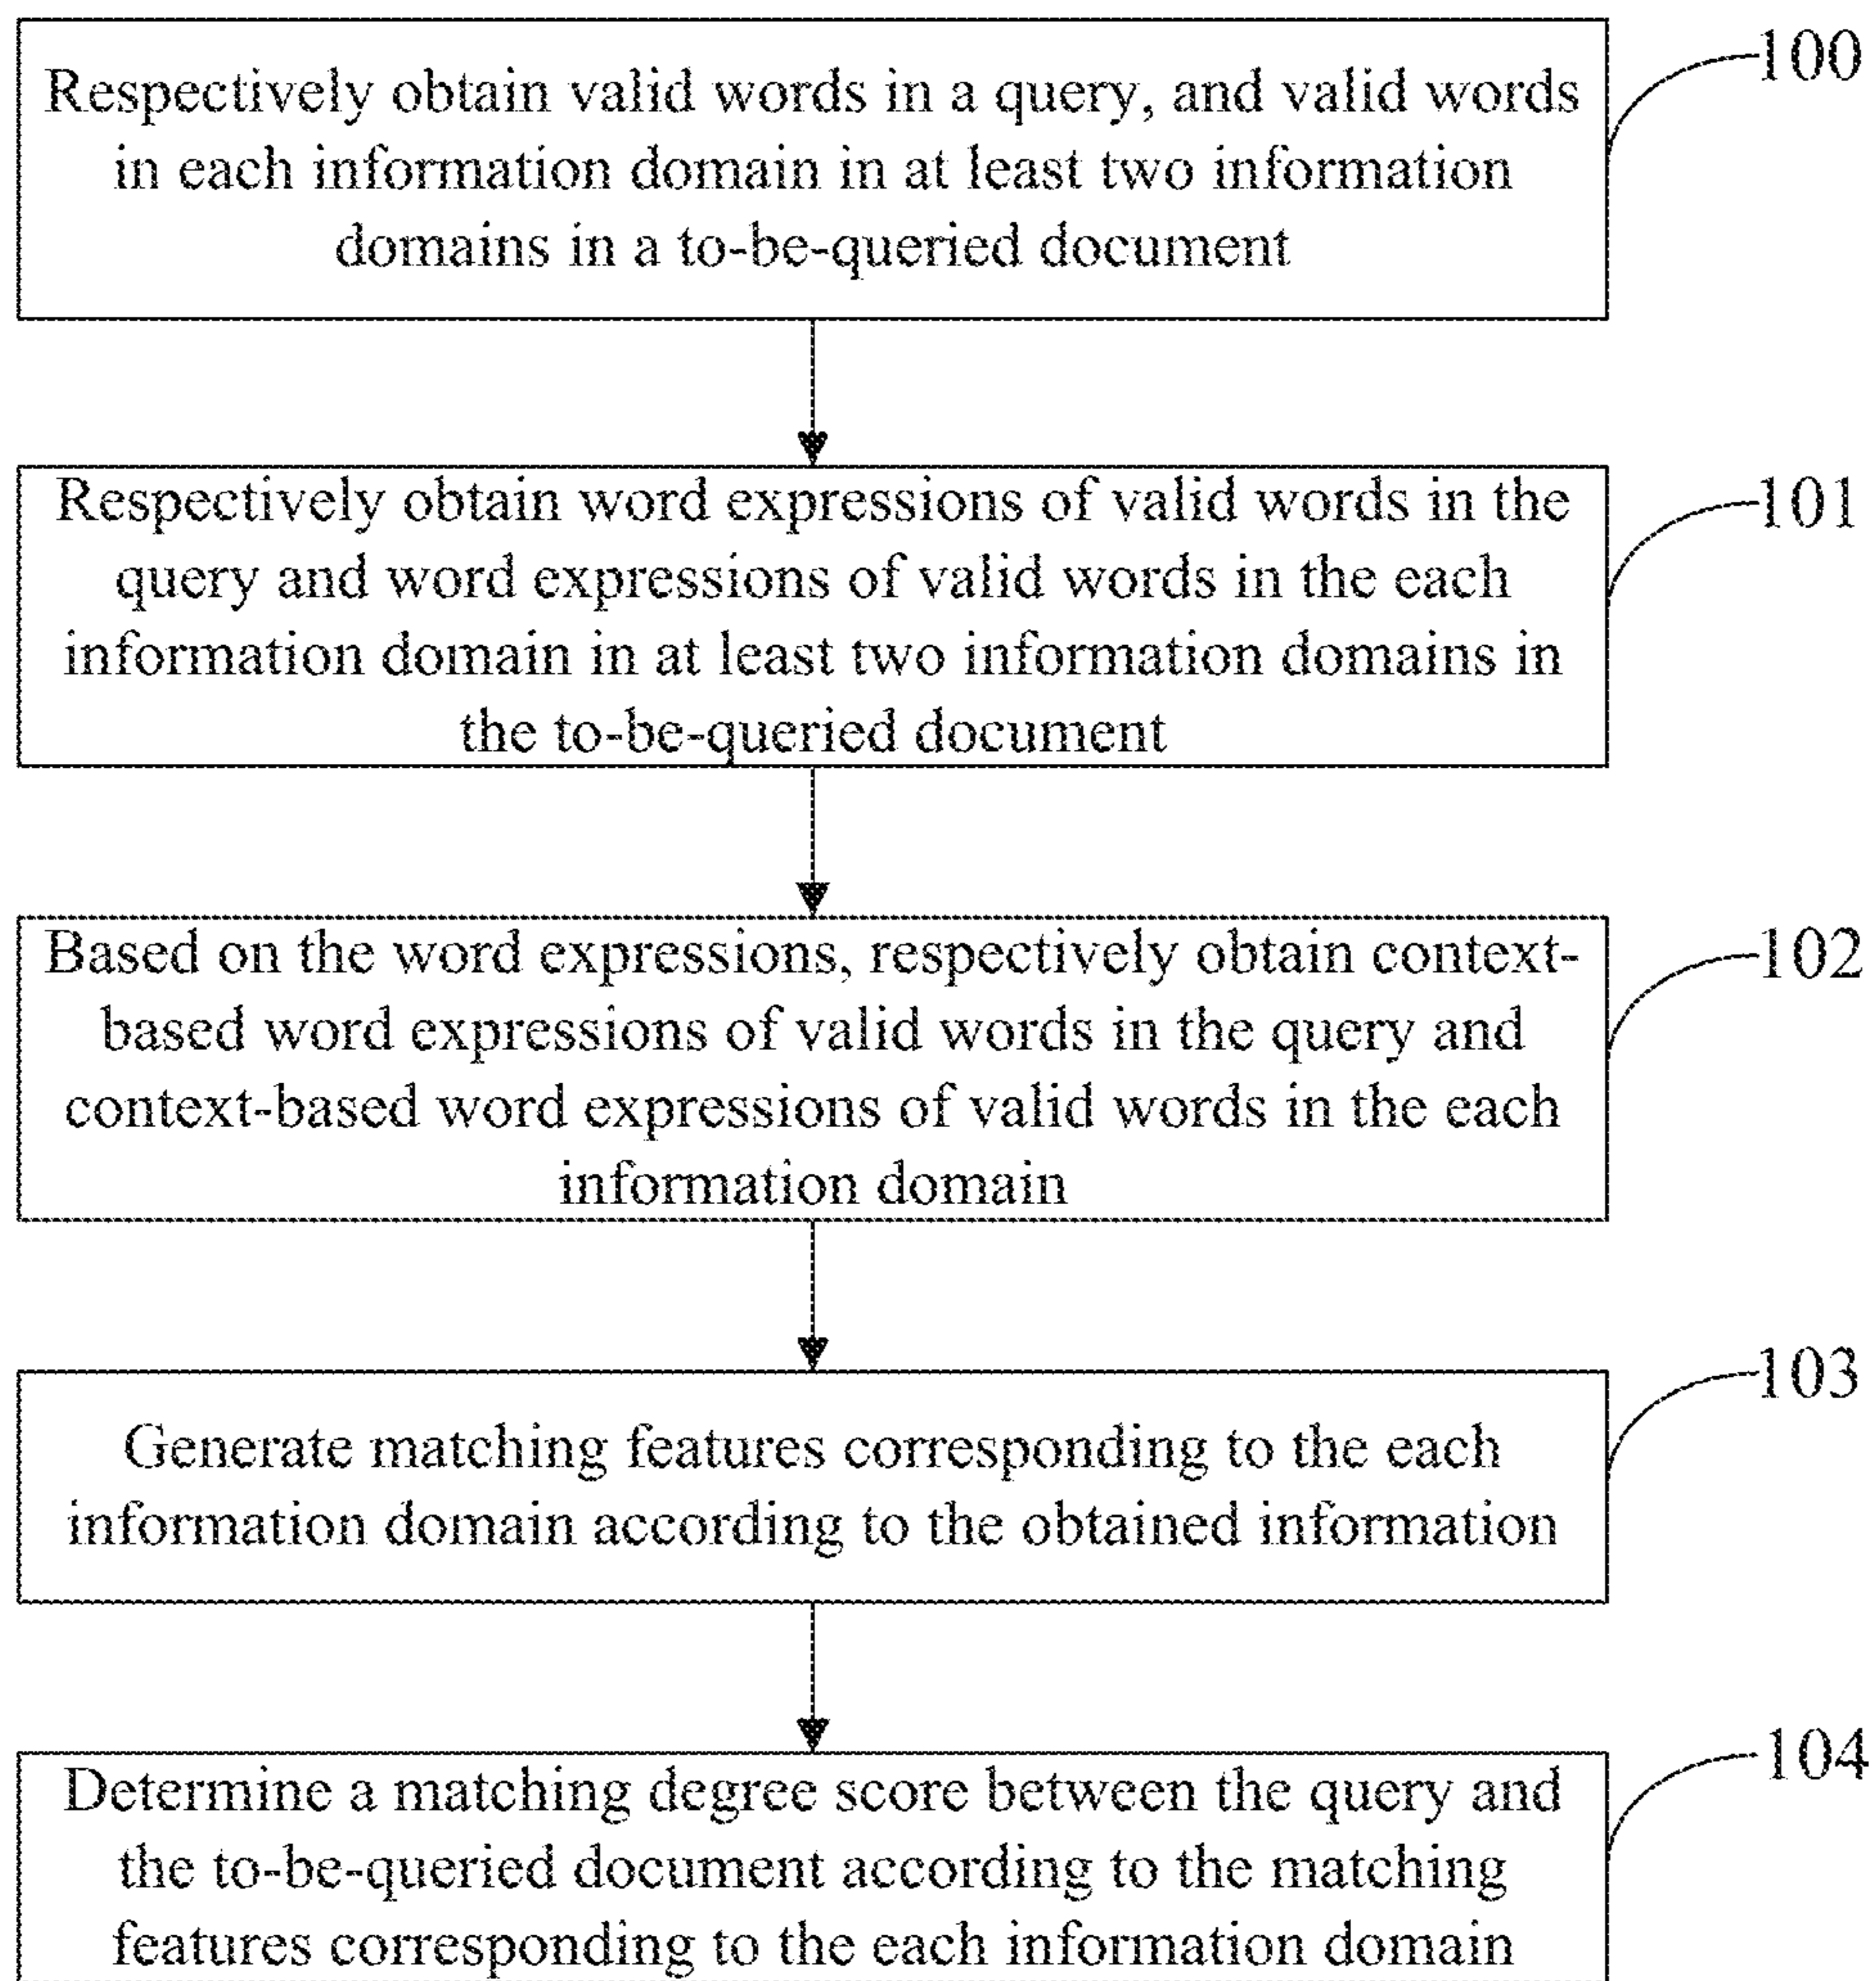 Respectively obtain valid words in a query, and valid words
in each information domain in at least two information
domains in a to-be-queried document
100
Respectively obtain word expressions of valid words in the
query and word expressions of valid words in the each
information domain in at least two information domains in
the to-be-queried document
101
Based on the word expressions, respectively obtain context-
based word expressions of valid words in the query and
context-based word expressions of valid words in the each
information domain
102
Generate matching features corresponding to the each
information domain according to the obtained information
103
Determine a matching degree score between the query and
the to-be-queried document according to the matching
features corresponding to the each information domain
104